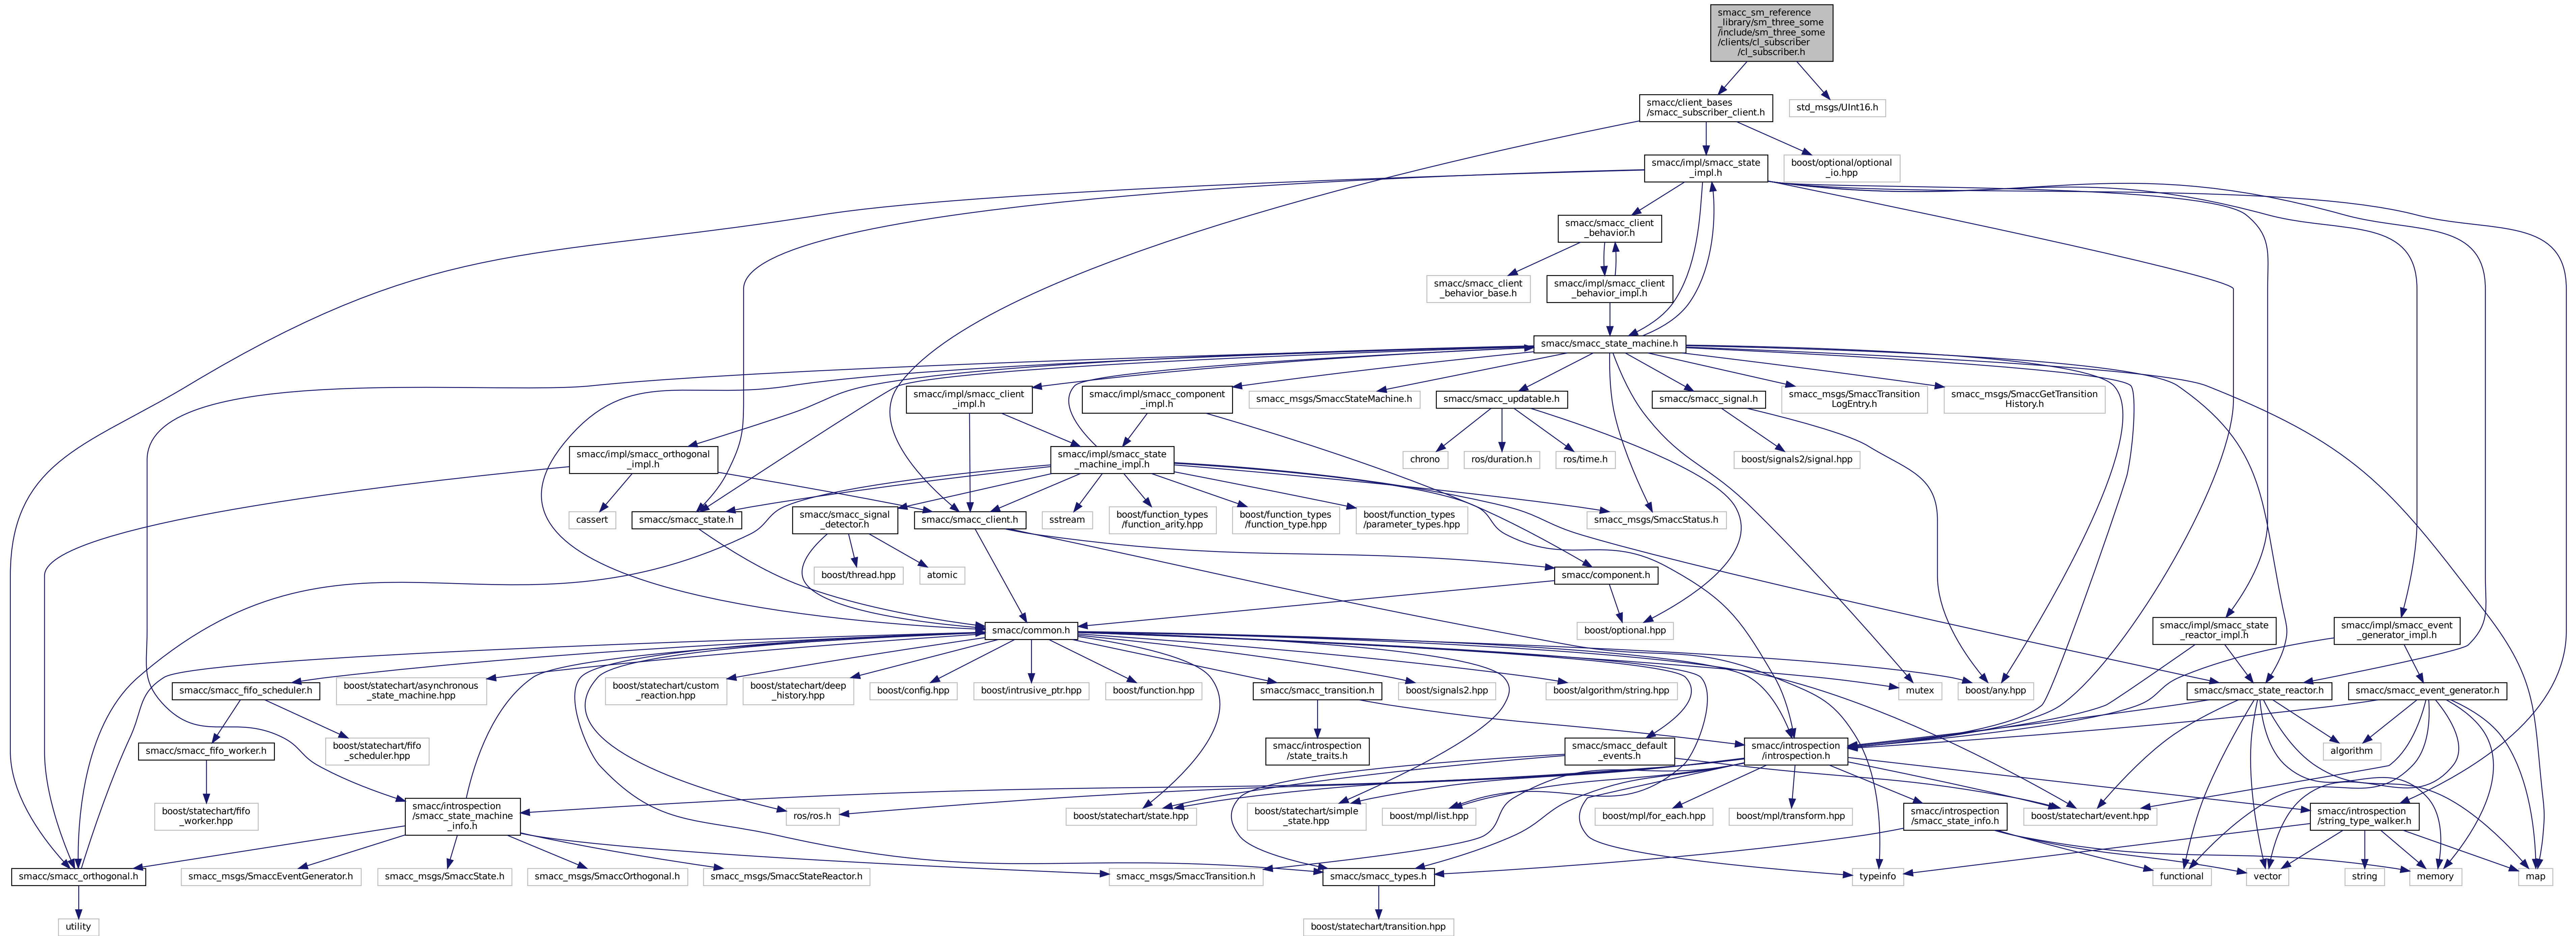 smacc_sm_reference
_library/sm_three_some
/include/sm_three_some
/clients/cl_subscriber
/cl_subscriber.h
smacc/client_bases
/smacc_subscriber_client.h
std_msgs/UInt16.h
smacc/impl/smacc_state
_impl.h
boost/optional/optional
_io.hpp
smacc/smacc_client
_behavior.h
smacc/smacc_client
_behavior_base.h
smacc/impl/smacc_client
_behavior_impl.h
smacc/smacc_state_machine.h
smacc/impl/smacc_client
_impl.h
smacc/impl/smacc_component
_impl.h
smacc_msgs/SmaccStateMachine.h
smacc/smacc_updatable.h
smacc/smacc_signal.h
smacc_msgs/SmaccTransition
LogEntry.h
smacc_msgs/SmaccGetTransition
History.h
smacc/impl/smacc_orthogonal
_impl.h
smacc/impl/smacc_state
_machine_impl.h
chrono
ros/duration.h
ros/time.h
boost/signals2/signal.hpp
cassert
smacc/smacc_state.h
smacc/smacc_signal
_detector.h
smacc/smacc_client.h
sstream
boost/function_types
/function_arity.hpp
boost/function_types
/function_type.hpp
boost/function_types
/parameter_types.hpp
smacc_msgs/SmaccStatus.h
boost/thread.hpp
atomic
smacc/component.h
smacc/common.h
boost/optional.hpp
smacc/impl/smacc_state
_reactor_impl.h
smacc/impl/smacc_event
_generator_impl.h
smacc/smacc_fifo_scheduler.h
boost/statechart/asynchronous
_state_machine.hpp
boost/statechart/custom
_reaction.hpp
boost/statechart/deep
_history.hpp
boost/config.hpp
boost/intrusive_ptr.hpp
boost/function.hpp
smacc/smacc_transition.h
boost/signals2.hpp
boost/algorithm/string.hpp
mutex
boost/any.hpp
smacc/smacc_state_reactor.h
smacc/smacc_event_generator.h
smacc/smacc_fifo_worker.h
boost/statechart/fifo
_scheduler.hpp
smacc/introspection
/state_traits.h
smacc/smacc_default
_events.h
smacc/introspection
/introspection.h
algorithm
boost/statechart/fifo
_worker.hpp
smacc/introspection
/smacc_state_machine
_info.h
ros/ros.h
boost/statechart/state.hpp
boost/statechart/simple
_state.hpp
boost/mpl/list.hpp
boost/mpl/for_each.hpp
boost/mpl/transform.hpp
smacc/introspection
/smacc_state_info.h
boost/statechart/event.hpp
smacc/introspection
/string_type_walker.h
smacc/smacc_orthogonal.h
smacc_msgs/SmaccEventGenerator.h
smacc_msgs/SmaccState.h
smacc_msgs/SmaccOrthogonal.h
smacc_msgs/SmaccStateReactor.h
smacc_msgs/SmaccTransition.h
smacc/smacc_types.h
typeinfo
functional
vector
string
memory
map
utility
boost/statechart/transition.hpp